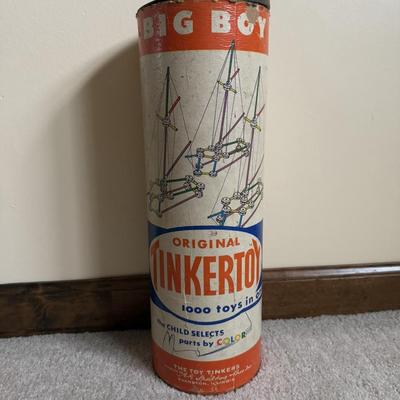 BIG BOY
ORIGINAL
TINKERTOY
1000 toys in
the CHILD SELECTS
parts by COLOR
THE TOY TINKERS
EVANSTON, ILLINOIS